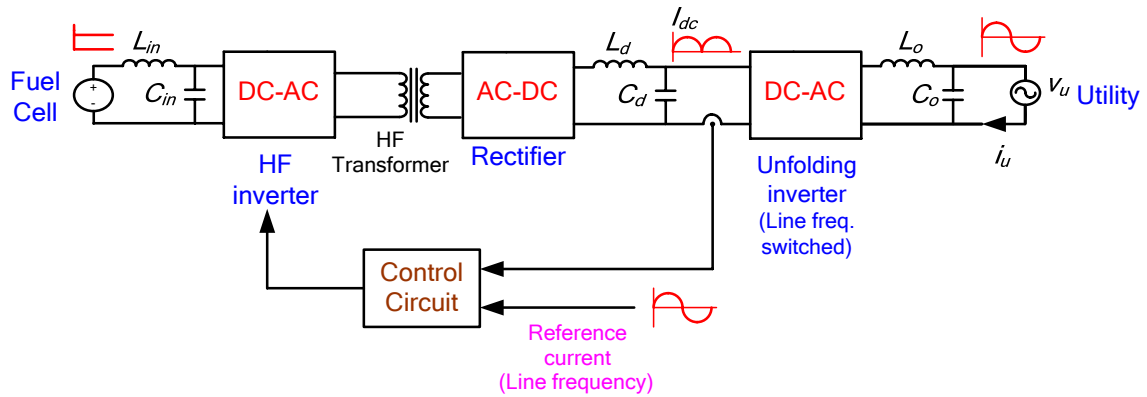 I_dc
L_in
L_d
L_o
Fuel
Cell
+
-
C_in
DC-AC
AC-DC
C_d
DC-AC
C_o
v_u
Utility
HF
Transformer
Rectifier
i_u
HF
inverter
Unfolding
inverter
(Line freq.
switched)
Control
Circuit
Reference
current
(Line frequency)